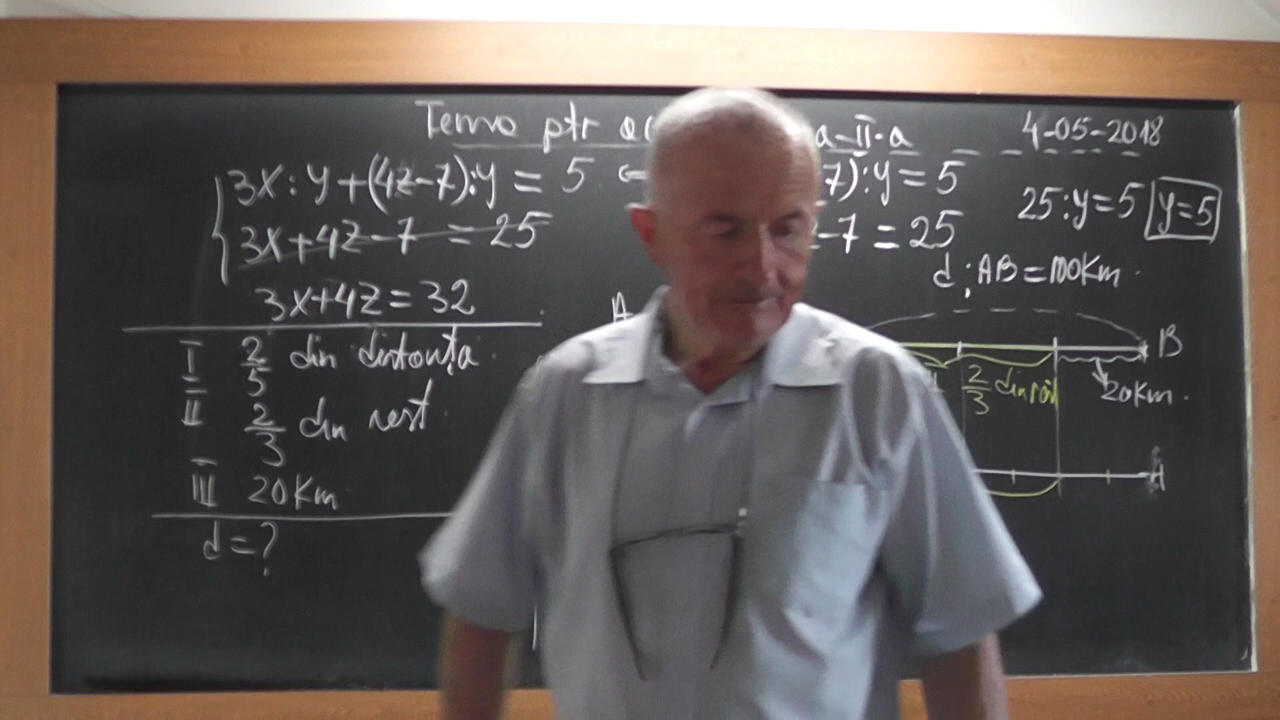 Tema ptr a-II-a 4-05-2018
3x:y+(4z-7):y = 5 7):y=5
25:y=5 y=5
3x+4z-7 = 25 -7=25
d;AB=100Km.
3x+4z=32 A
I 2/5 din distanța. B
2/3 din 20Km.
II 2/3 din rest
III 20Km A
d=?